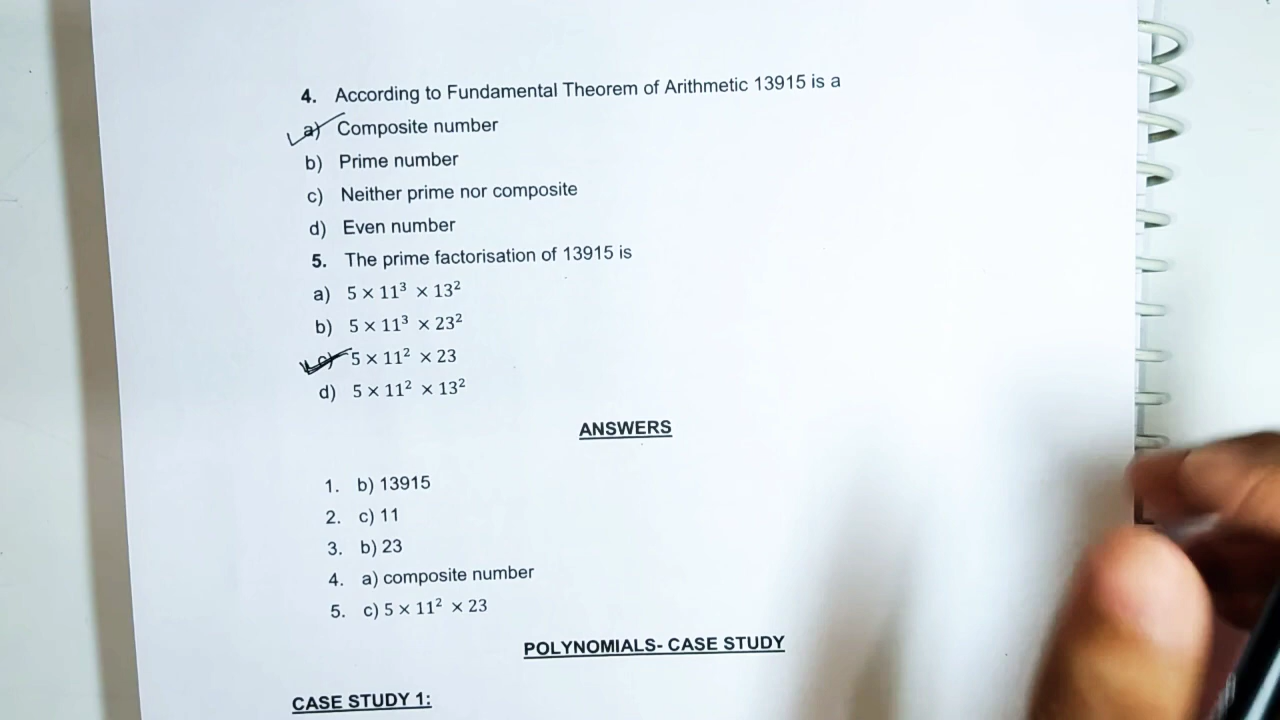 4. According to Fundamental Theorem of Arithmetic 13915 is a
a) Composite number
b) Prime number
c) Neither prime nor composite
d) Even number
5. The prime factorisation of 13915 is
a) 5 × 11³ × 13²
b) 5 × 11³ × 23²
c) 5 × 11² × 23
d) 5 × 11² × 13²
ANSWERS
1. b) 13915
2. c) 11
3. b) 23
4. a) composite number
5. c) 5 × 11² × 23
POLYNOMIALS- CASE STUDY
CASE STUDY 1: